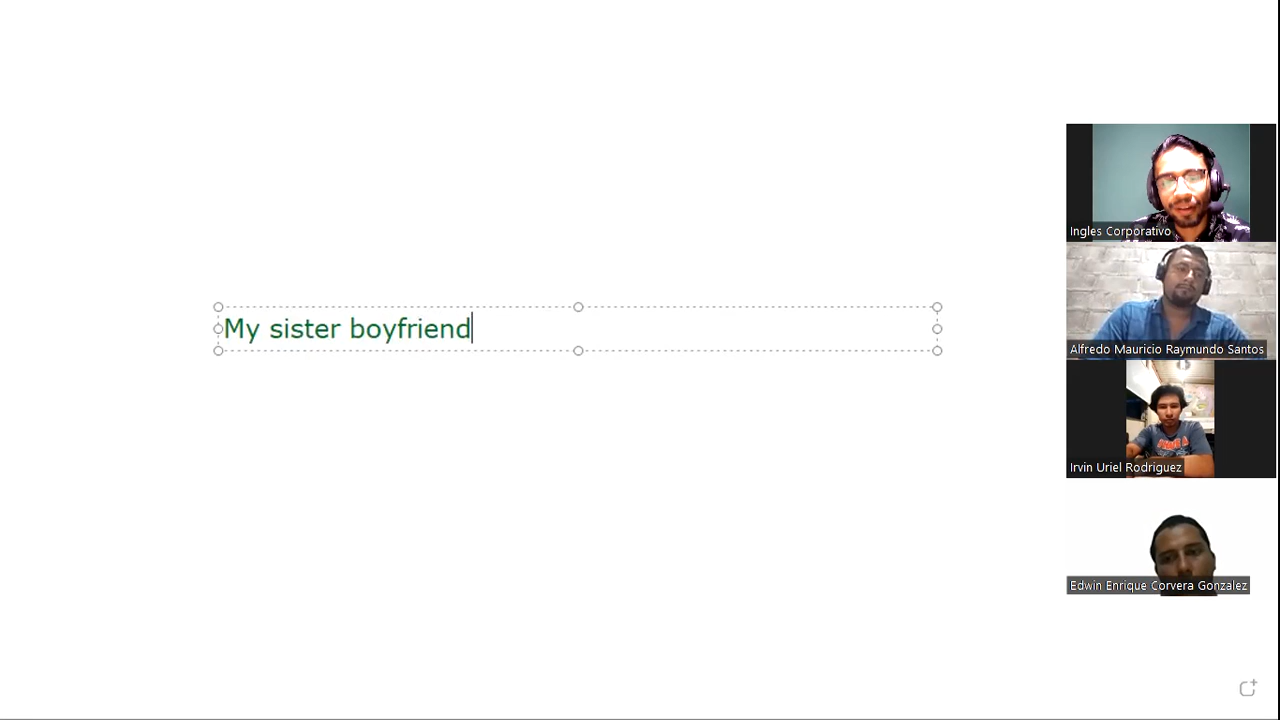 My sister boyfriend
Ingles Corporativo
Alfredo Mauricio Raymundo Santos
Irvin Uriel Rodriguez
Edwin Enrique Corvera Gonzalez